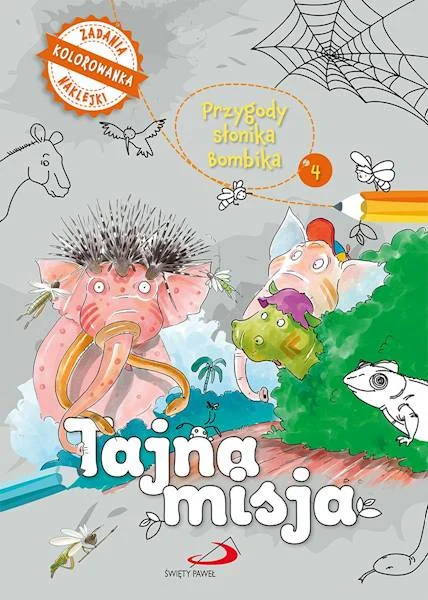 ZADANIA
KOLOROWANKA
NAKLEJKI
Przygody
słonika
Bombika
4
Tajna
misja
ŚWIĘTY PAWEŁ